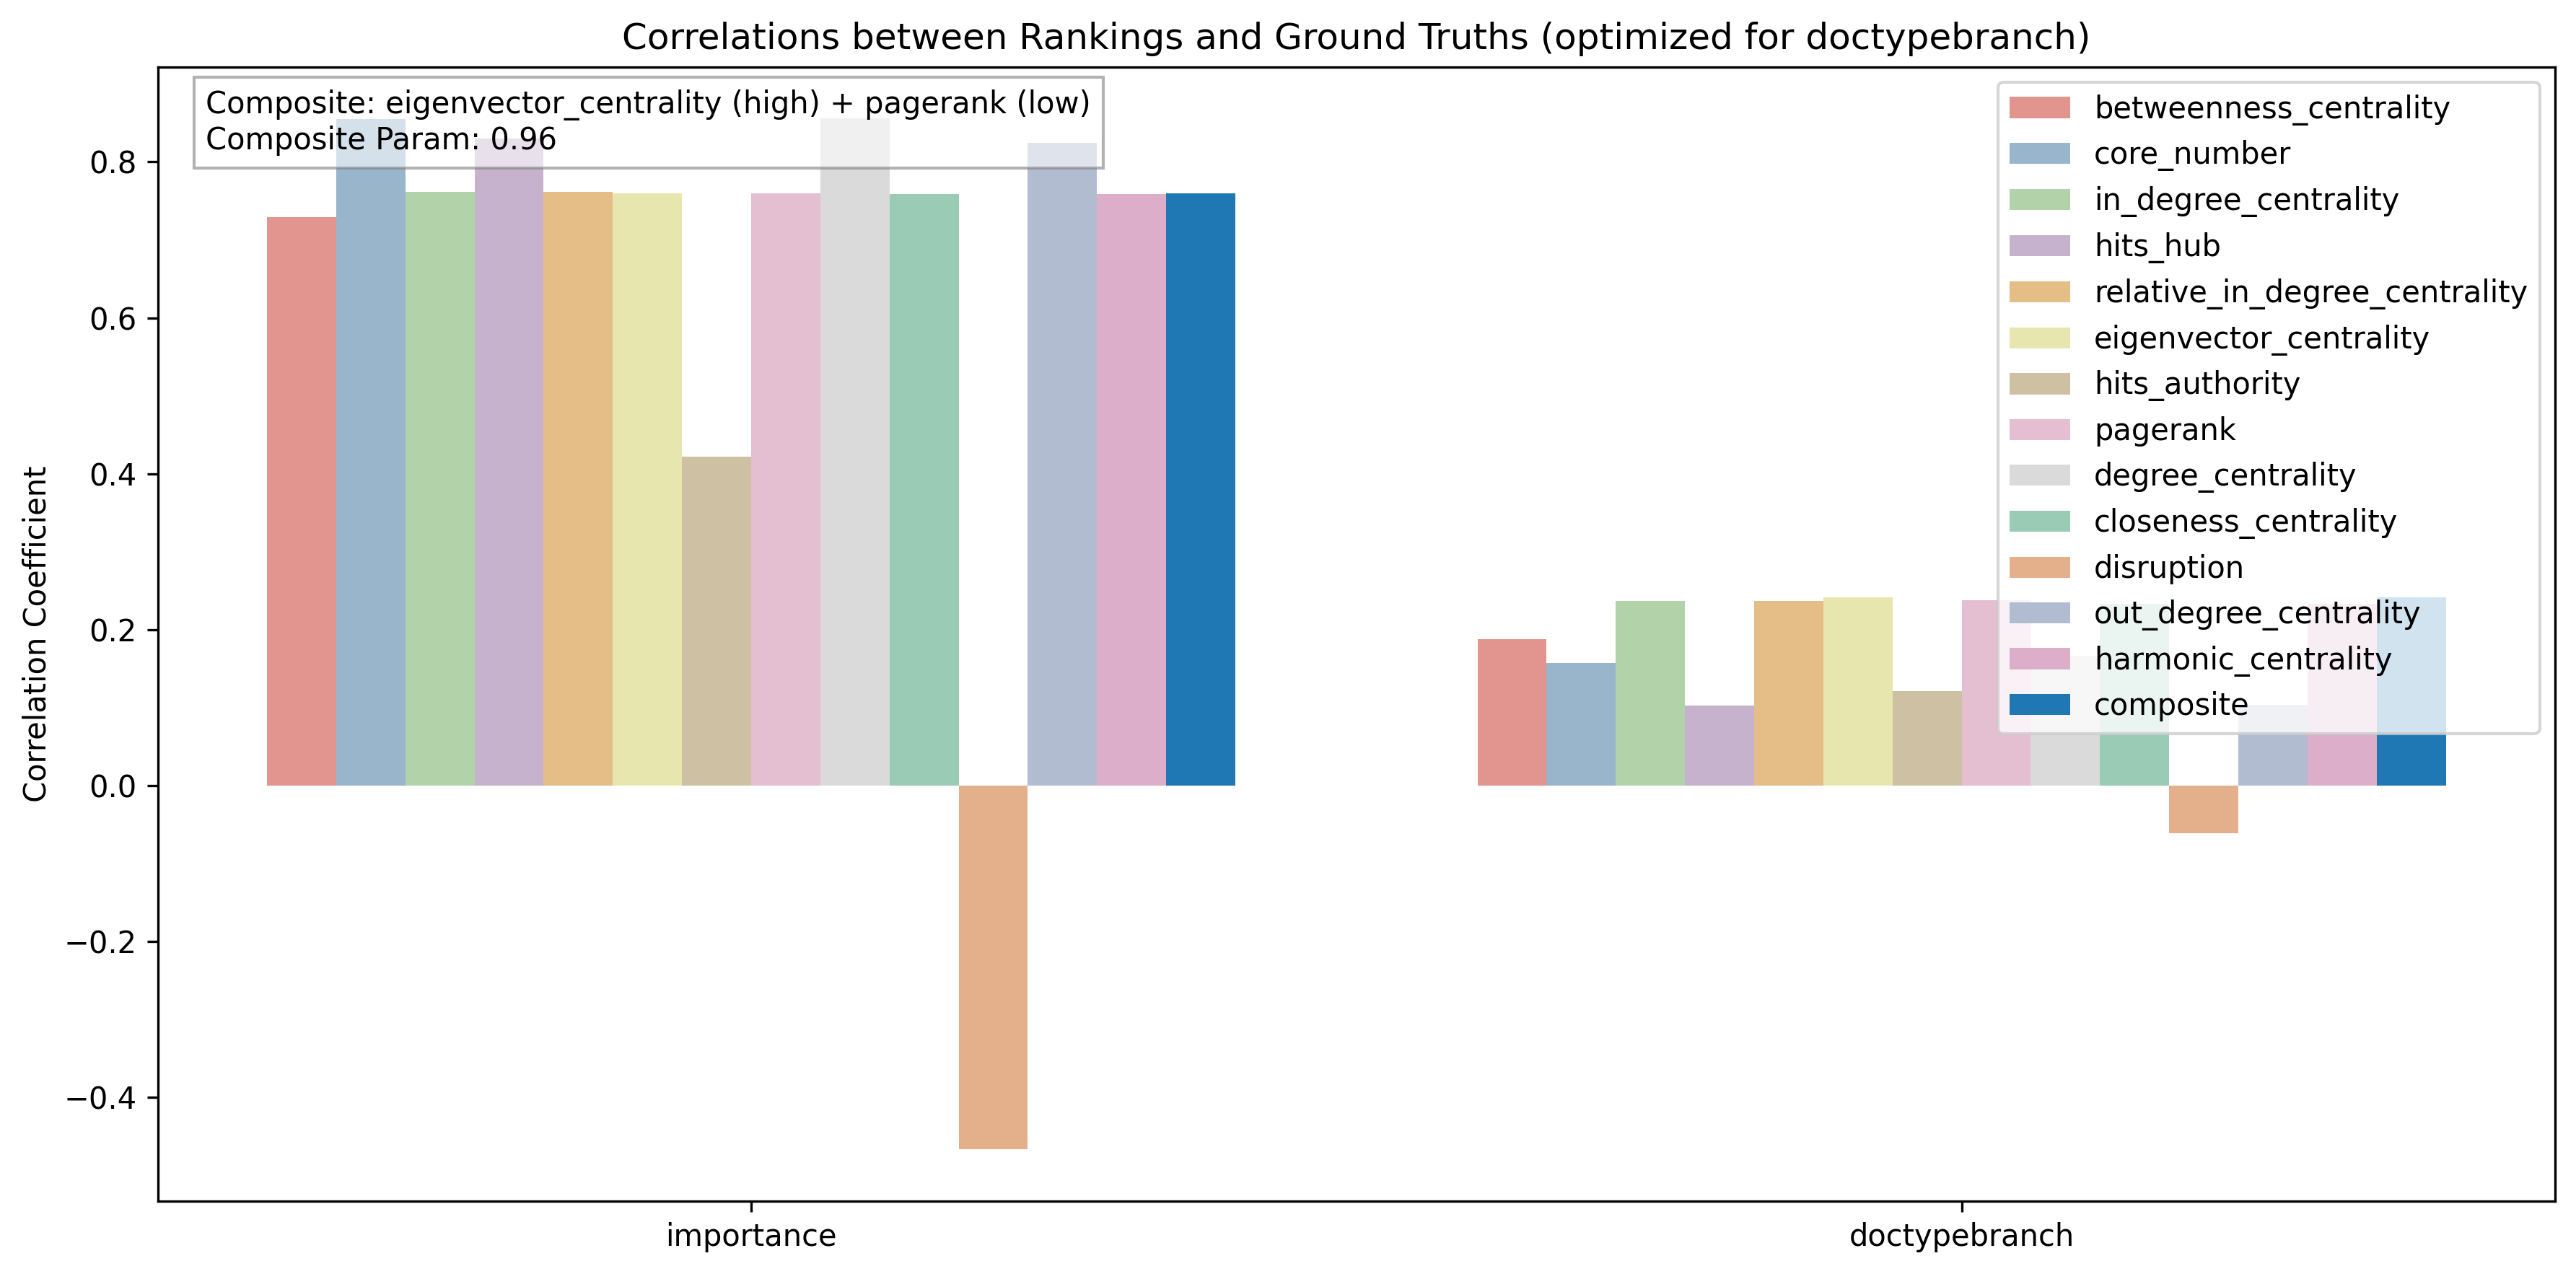 Correlations between Rankings and Ground Truths (optimized for doctypebranch)
Composite: eigenvector_centrality (high) + pagerank (low)
Composite Param: 0.96
betweenness_centrality
core_number
in_degree_centrality
hits_hub
relative_in_degree_centrality
eigenvector_centrality
hits_authority
pagerank
degree_centrality
closeness_centrality
disruption
out_degree_centrality
harmonic_centrality
composite
Correlation Coefficient
0.8
0.6
0.4
0.2
0.0
−0.2
−0.4
importance
doctypebranch